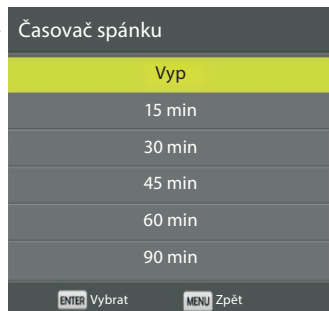 Časovač spánku
Vyp
15 min
30 min
45 min
60 min
90 min
ENTER Vybrat MENU Zpět